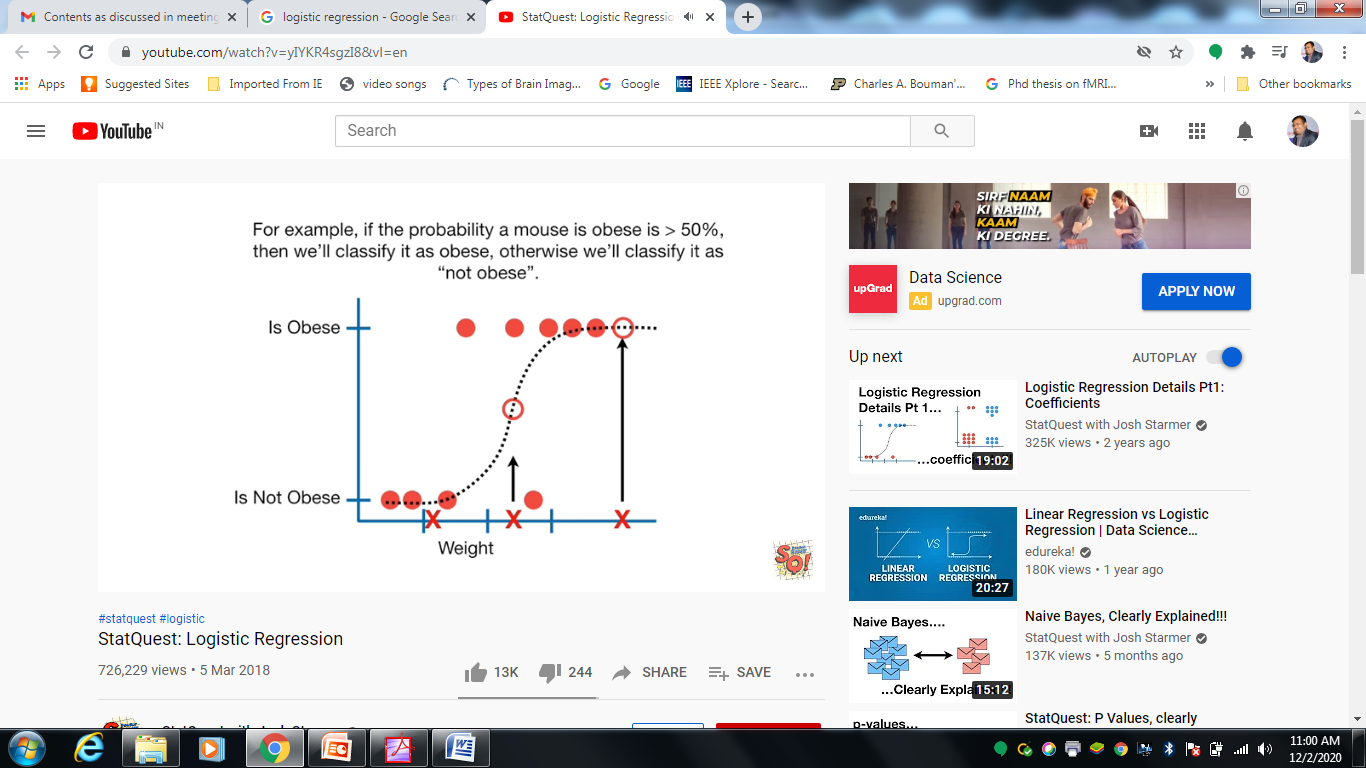 Contents as discussed in meeting
logistic regression - Google Sear
StatQuest: Logistic Regressio
youtube.com/watch?v=yIYKR4sgzI8&vl=en
Apps
Suggested Sites
Imported From IE
video songs
Types of Brain Imag...
Google
IEEE
IEEE Xplore - Searc...
Charles A. Bouman'...
Phd thesis on fMRI...
»
Other bookmarks
YouTube IN
Search
For example, if the probability a mouse is obese is > 50%,
then we'll classify it as obese, otherwise we'll classify it as
“not obese”.
Is Obese
Is Not Obese
X X X
Weight
SQ!
#statquest #logistic
StatQuest: Logistic Regression
726,229 views • 5 Mar 2018
13K
244
SHARE
SAVE
SIRF NAAM
KI NAHIN,
KAAM
KI DEGREE.
upGrad
Data Science
Ad upgrad.com
APPLY NOW
Up next
AUTOPLAY
Logistic Regression
Details Pt 1...
...coeffici
19:02
Logistic Regression Details Pt1:
Coefficients
StatQuest with Josh Starmer
325K views • 2 years ago
edureka!
VS
LINEAR
REGRESSION
LOGISTIC
REGRESSION
20:27
Linear Regression vs Logistic
Regression | Data Science...
edureka!
180K views • 1 year ago
Naive Bayes....
...Clearly Expla
15:12
Naive Bayes, Clearly Explained!!!
StatQuest with Josh Starmer
137K views • 5 months ago
p-values...
StatQuest: P Values, clearly
11:00 AM
12/2/2020